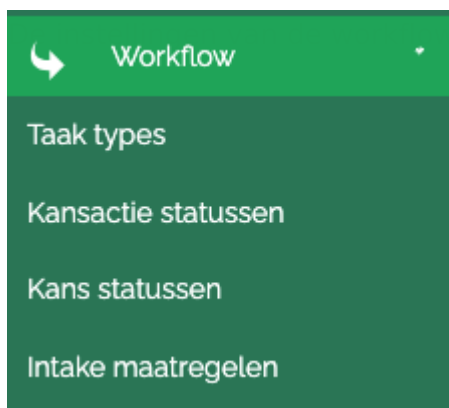 Workflow
Taak types
Kansactie statussen
Kans statussen
Intake maatregelen